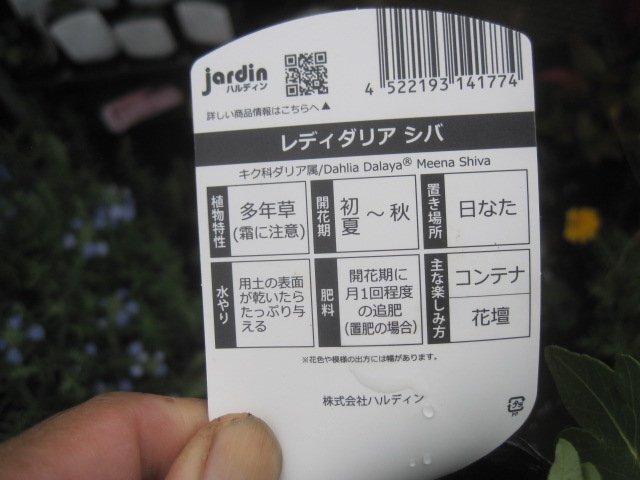 jardin
ハルディン
詳しい商品情報はこちらへ▲
4 522193 141774
レディダリア シバ
キク科ダリア属/Dahlia Dalaya® Meena Shiva
植物特性
多年草
(霜に注意)
開花期
初夏 ～ 秋
置き場所
日なた
水やり
用土の表面
が乾いたら
たっぷり与
える
肥料
開花期に
月1回程度
の追肥
(置肥の場合)
主な楽しみ方
コンテナ
花壇
※花色や模様の出方には幅があります。
株式会社ハルディン
プラ